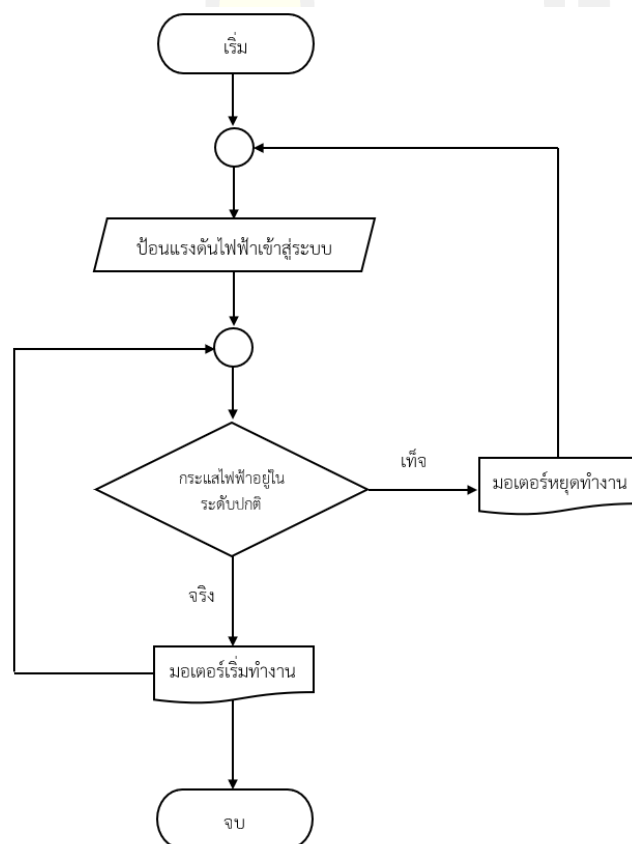 เริ่ม
ป้อนแรงดันไฟฟ้าเข้าสู่ระบบ
กระแสไฟฟ้าอยู่ใน
ระดับปกติ
เท็จ
มอเตอร์หยุดทำงาน
จริง
มอเตอร์เริ่มทำงาน
จบ